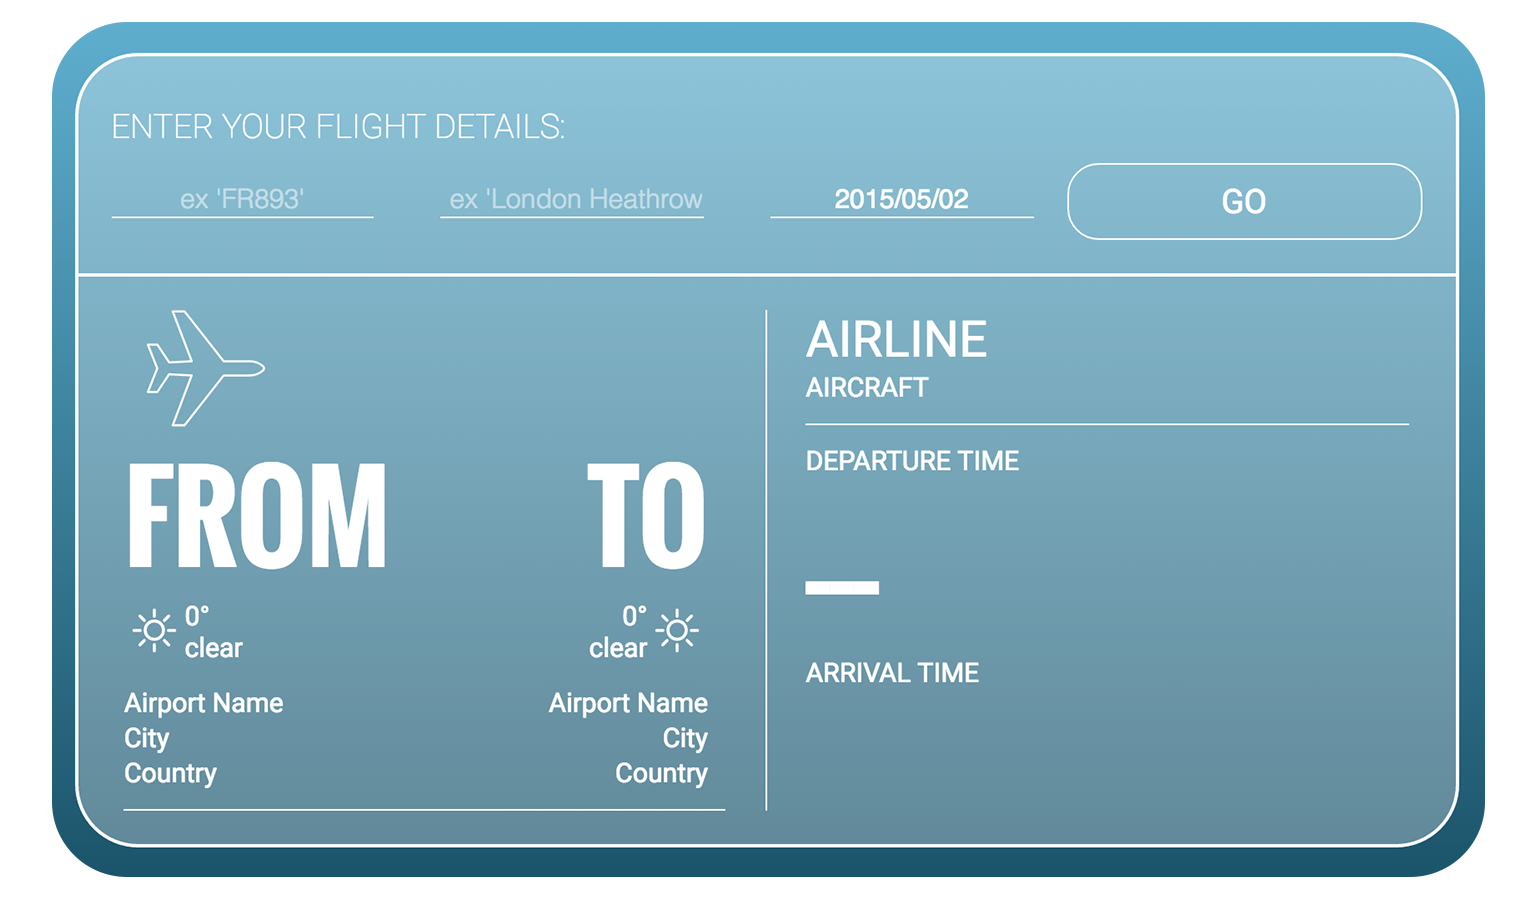 ENTER YOUR FLIGHT DETAILS:
ex 'FR893' ex 'London Heathrow 2015/05/02 GO
FROM TO
0° 0°
clear clear
Airport Name Airport Name
City City
Country Country
AIRLINE
AIRCRAFT
DEPARTURE TIME
ARRIVAL TIME